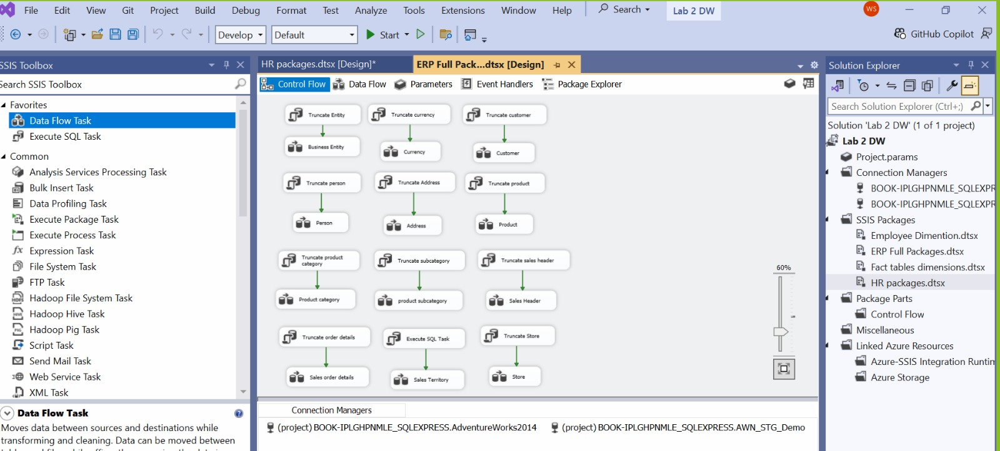 File Edit View Git Project Build Debug Format Test Analyze Tools Extensions Window Help Search Lab 2 DW WS
Develop Default Start GitHub Copilot
SSIS Toolbox
Search SSIS Toolbox
Favorites
Data Flow Task
Execute SQL Task
Common
Analysis Services Processing Task
Bulk Insert Task
Data Profiling Task
Execute Package Task
Execute Process Task
Expression Task
File System Task
FTP Task
Hadoop File System Task
Hadoop Hive Task
Hadoop Pig Task
Script Task
Send Mail Task
Web Service Task
XML Task
Data Flow Task
Moves data between sources and destinations while
transforming and cleaning. Data can be moved between
HR packages.dtsx [Design]* ERP Full Pack...dtsx [Design]
Control Flow Data Flow Parameters Event Handlers Package Explorer
Truncate Entity Truncate currency Truncate customer
Business Entity Currency Customer
Truncate person Truncate Address Truncate product
Person Address Product
Truncate product
category Truncate subcategory Truncate sales header
Product category product subcategory Sales Header
Truncate order details Execute SQL Task Truncate Store
Sales order details Sales Territory Store
60%
Connection Managers
(project) BOOK-IPLGHPNMLE_SQLEXPRESS.AdventureWorks2014 (project) BOOK-IPLGHPNMLE_SQLEXPRESS.AWN_STG_Demo
Solution Explorer
Search Solution Explorer (Ctrl+;)
Solution 'Lab 2 DW' (1 of 1 project)
Lab 2 DW
Project.params
Connection Managers
BOOK-IPLGHPNMLE_SQLEXPR
BOOK-IPLGHPNMLE_SQLEXPR
SSIS Packages
Employee Dimention.dtsx
ERP Full Packages.dtsx
Fact tables dimensions.dtsx
HR packages.dtsx
Package Parts
Control Flow
Miscellaneous
Linked Azure Resources
Azure-SSIS Integration Runtim
Azure Storage